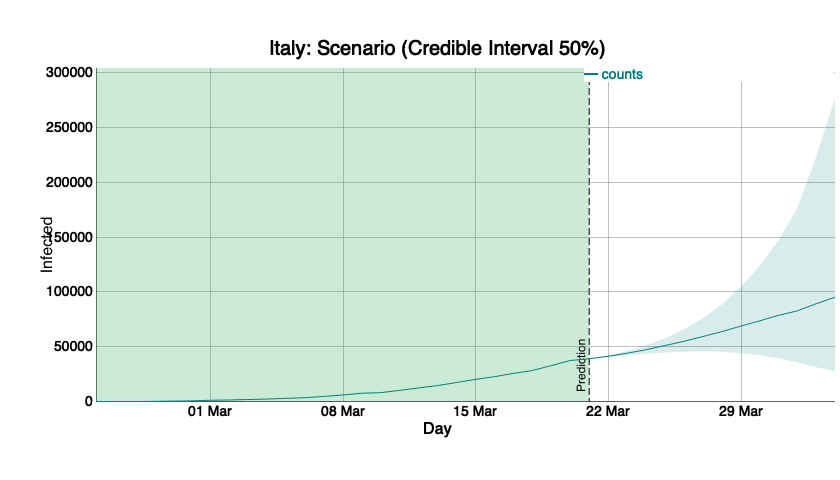 Italy: Scenario (Credible Interval 50%)
counts
300000
250000
200000
150000
100000
50000
0
Infected
Prediction
01 Mar
08 Mar
15 Mar
22 Mar
29 Mar
Day